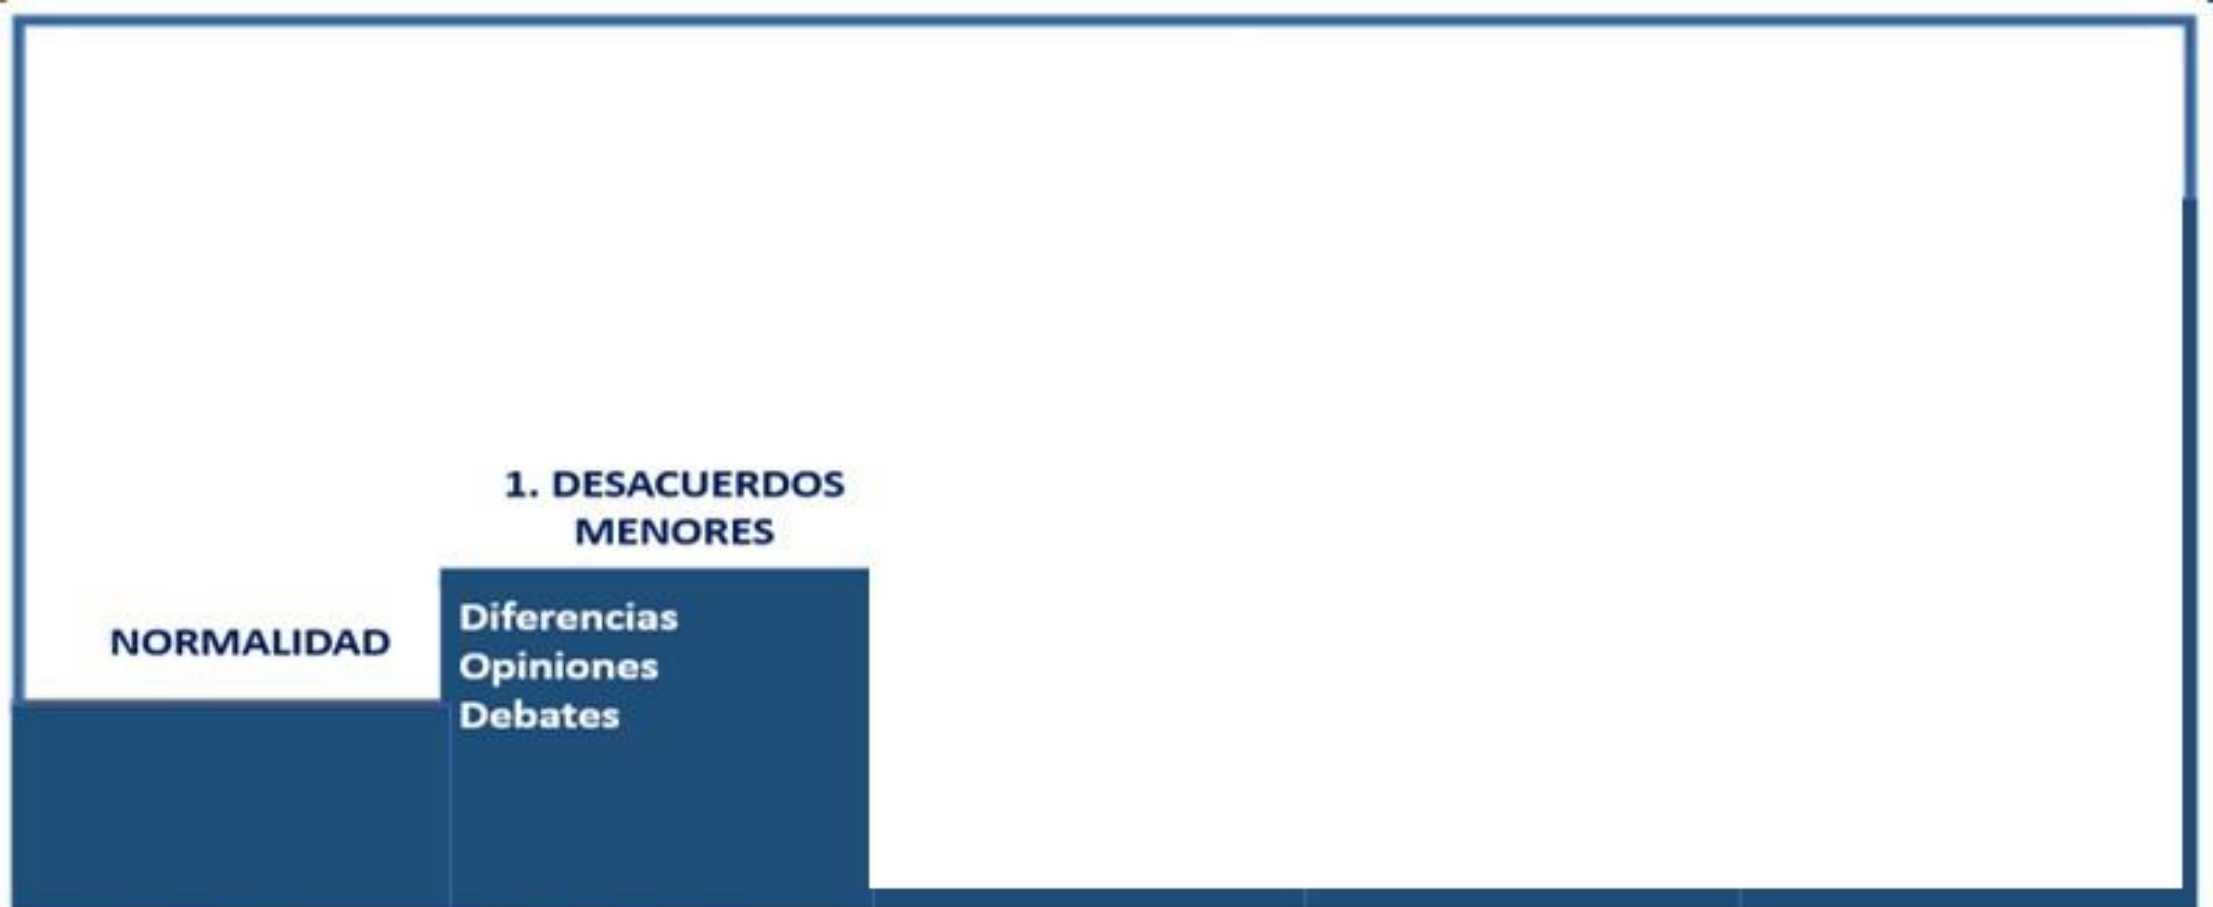 1. DESACUERDOS
MENORES
NORMALIDAD
Diferencias
Opiniones
Debates